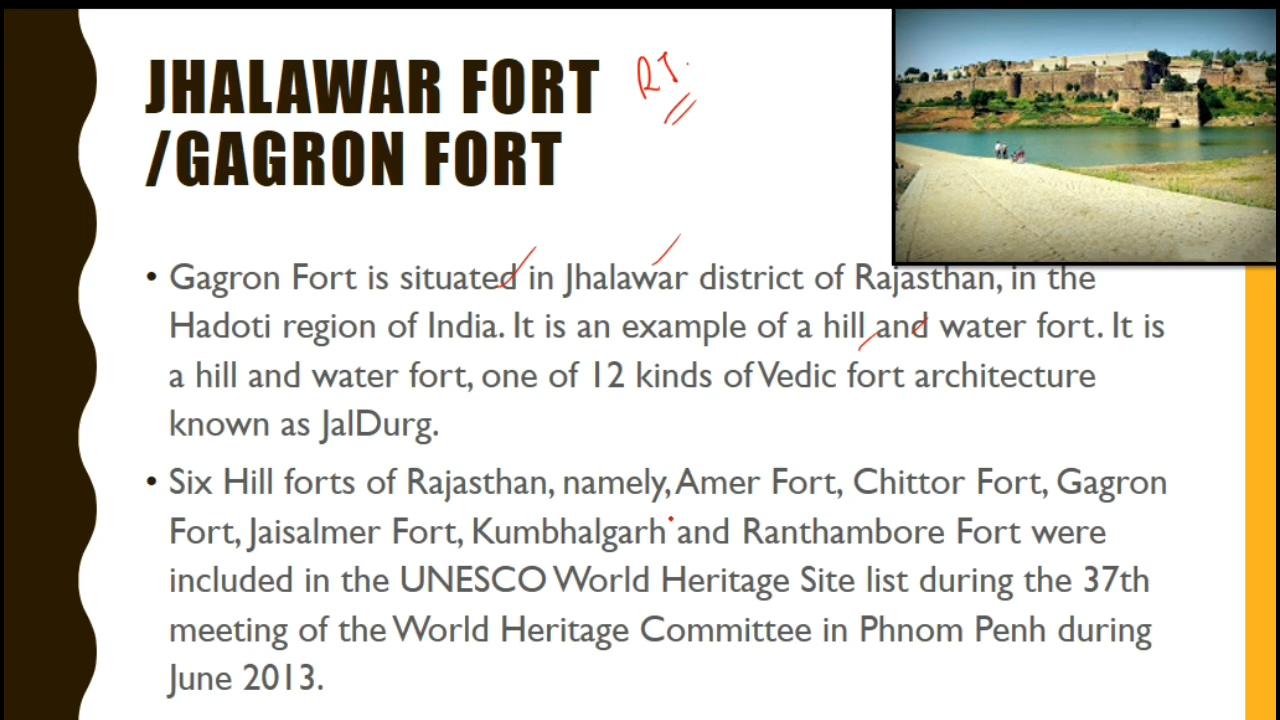 JHALAWAR FORT RJ.
/GAGRON FORT
• Gagron Fort is situated in Jhalawar district of Rajasthan, in the
Hadoti region of India. It is an example of a hill and water fort. It is
a hill and water fort, one of 12 kinds of Vedic fort architecture
known as JalDurg.
• Six Hill forts of Rajasthan, namely, Amer Fort, Chittor Fort, Gagron
Fort, Jaisalmer Fort, Kumbhalgarh and Ranthambore Fort were
included in the UNESCO World Heritage Site list during the 37th
meeting of the World Heritage Committee in Phnom Penh during
June 2013.